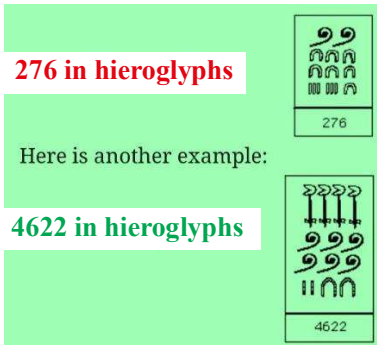 276 in hieroglyphs
276
Here is another example:
4622 in hieroglyphs
4622